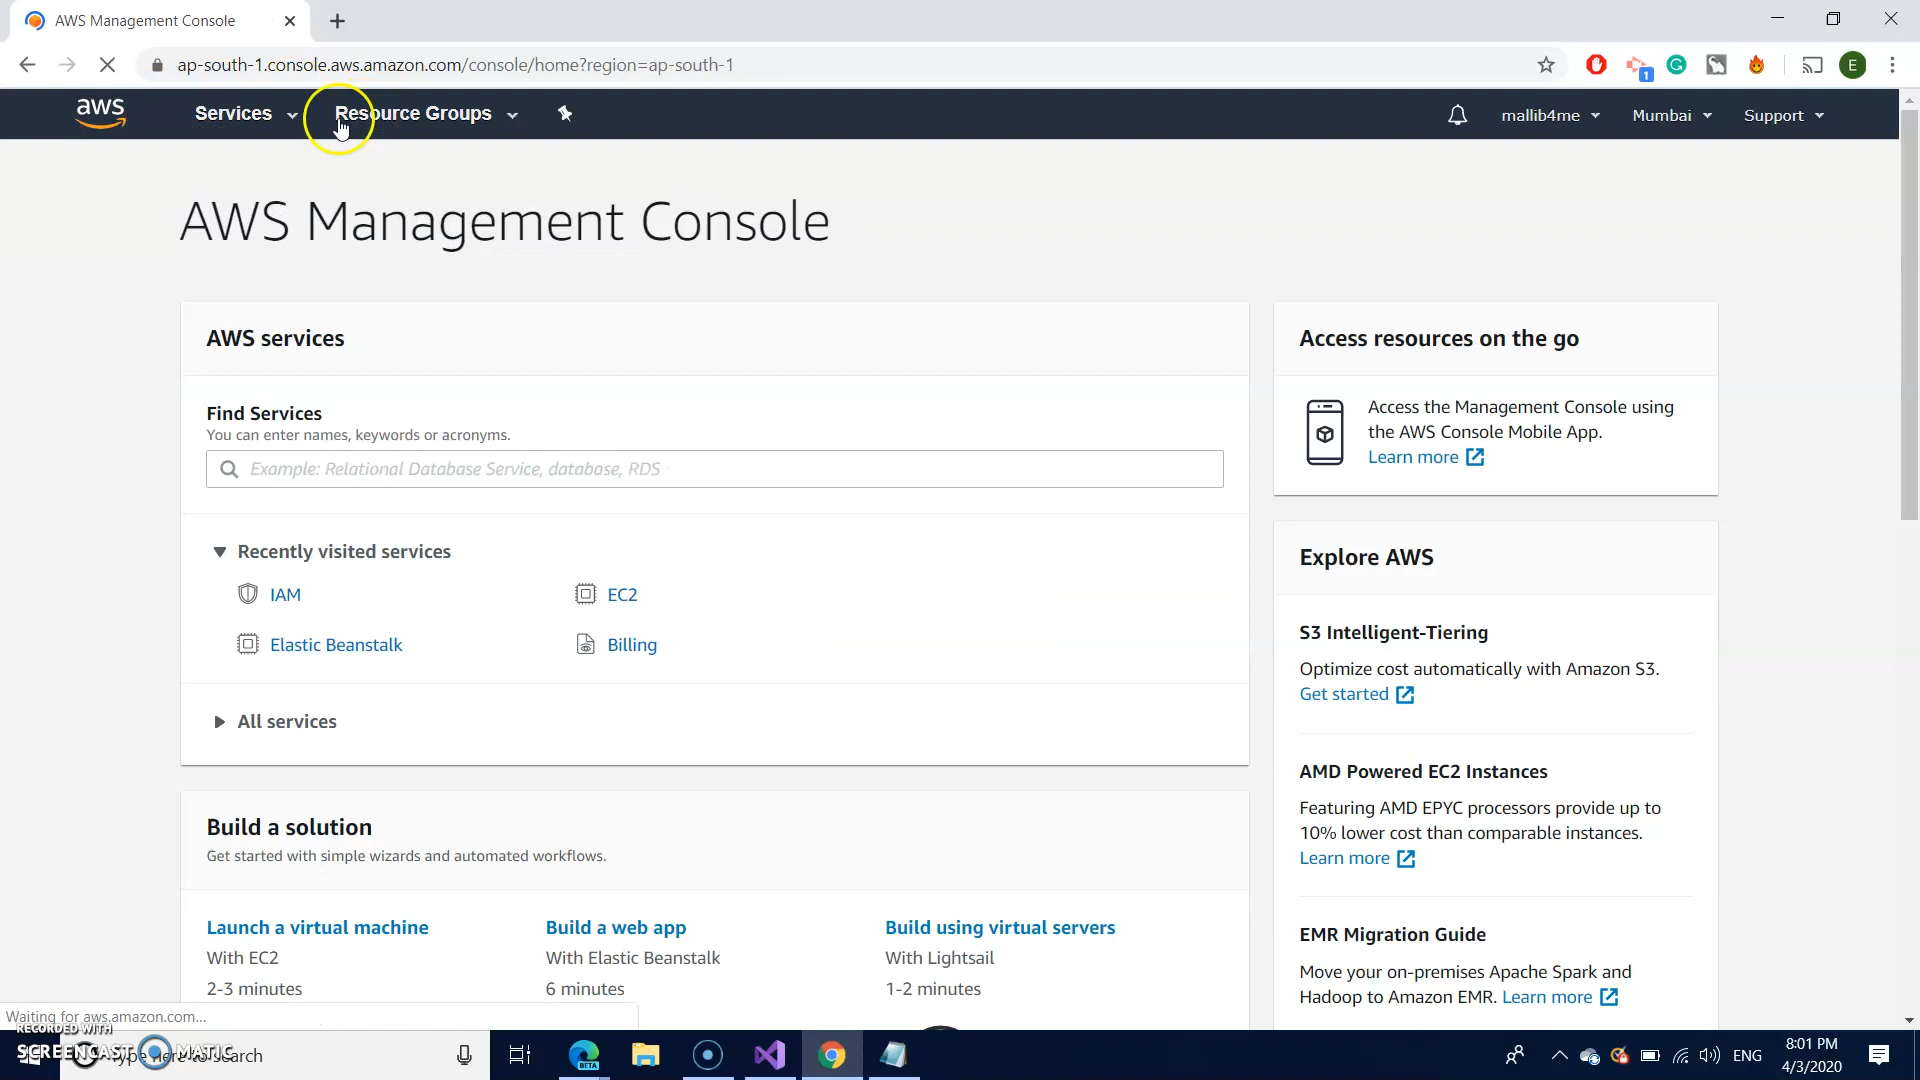 AWS Management Console
ap-south-1.console.aws.amazon.com/console/home?region=ap-south-1
1
E
aws
Services
Resource Groups
mallib4me
Mumbai
Support
AWS Management Console
AWS services
Find Services
You can enter names, keywords or acronyms.
Example: Relational Database Service, database, RDS
Recently visited services
IAM
EC2
Elastic Beanstalk
Billing
All services
Build a solution
Get started with simple wizards and automated workflows.
Launch a virtual machine
With EC2
2-3 minutes
Build a web app
With Elastic Beanstalk
6 minutes
Build using virtual servers
With Lightsail
1-2 minutes
Access resources on the go
Access the Management Console using
the AWS Console Mobile App.
Learn more
Explore AWS
S3 Intelligent-Tiering
Optimize cost automatically with Amazon S3.
Get started
AMD Powered EC2 Instances
Featuring AMD EPYC processors provide up to
10% lower cost than comparable instances.
Learn more
EMR Migration Guide
Move your on-premises Apache Spark and
Hadoop to Amazon EMR. Learn more
Waiting for aws.amazon.com...
RECORDED WITH
SCREENCAST MATIC
Type here to search
BETA
ENG
8:01 PM
4/3/2020